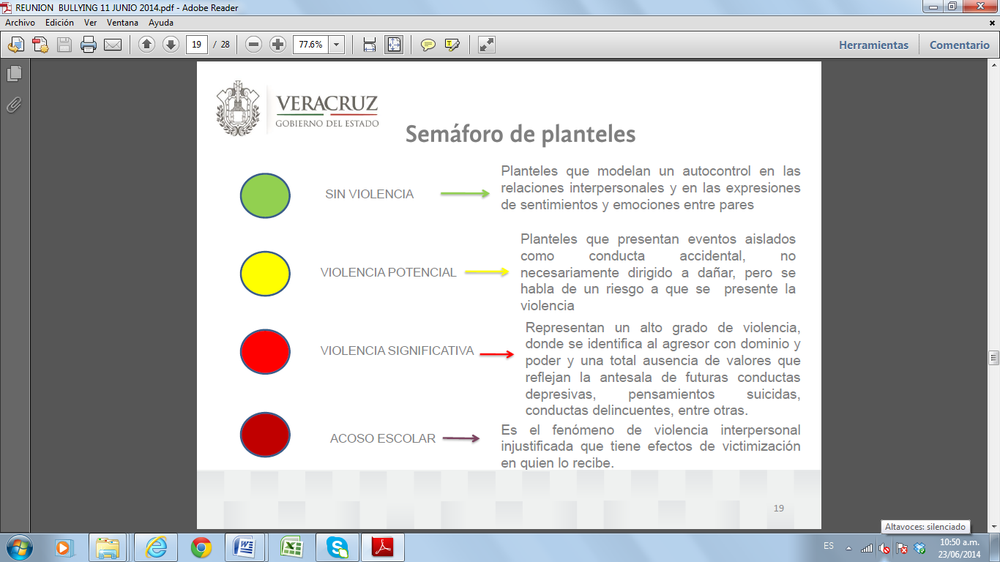 REUNION  BULLYING 11 JUNIO 2014.pdf - Adobe Reader
Archivo Edición Ver Ventana Ayuda
19 / 28 77.6% Herramientas Comentario
VERACRUZ
GOBIERNO DEL ESTADO
Semáforo de planteles
SIN VIOLENCIA
Planteles que modelan un autocontrol en las
relaciones interpersonales y en las expresiones
de sentimientos y emociones entre pares
VIOLENCIA POTENCIAL
Planteles que presentan eventos aislados
como conducta accidental, no
necesariamente dirigido a dañar, pero se
habla de un riesgo a que se presente la
violencia
VIOLENCIA SIGNIFICATIVA
Representan un alto grado de violencia,
donde se identifica al agresor con dominio y
poder y una total ausencia de valores que
reflejan la antesala de futuras conductas
depresivas, pensamientos suicidas,
conductas delincuentes, entre otras.
ACOSO ESCOLAR
Es el fenómeno de violencia interpersonal
injustificada que tiene efectos de victimización
en quien lo recibe.
19
Altavoces: silenciado
ES
10:50 a.m.
23/06/2014